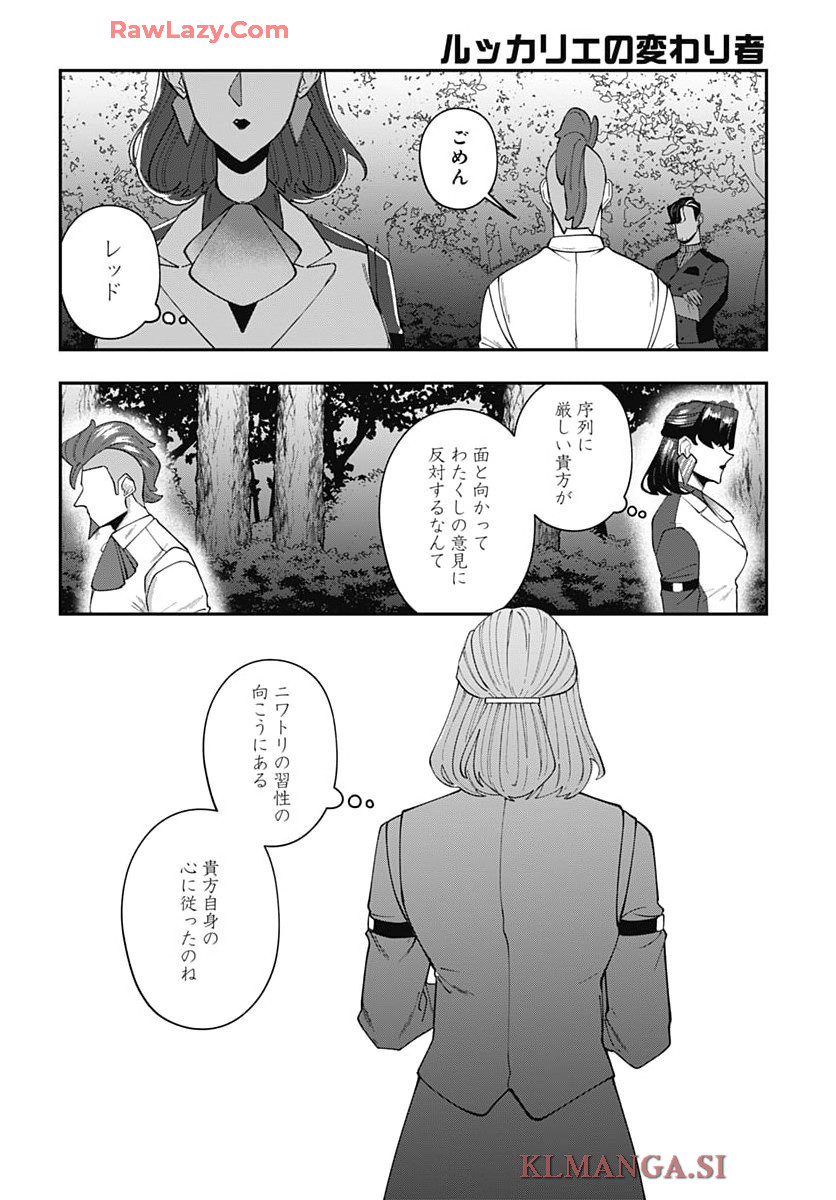 RawLazy.Com
ルッカリエの変わり者
ごめん
レッド
序列に
厳しい貴方が
面と向かって
わたくしの意見に
反対するなんて
ニワトリの習性の
向こうにある
貴方自身の
心に従ったのね
KLMANGA.SI